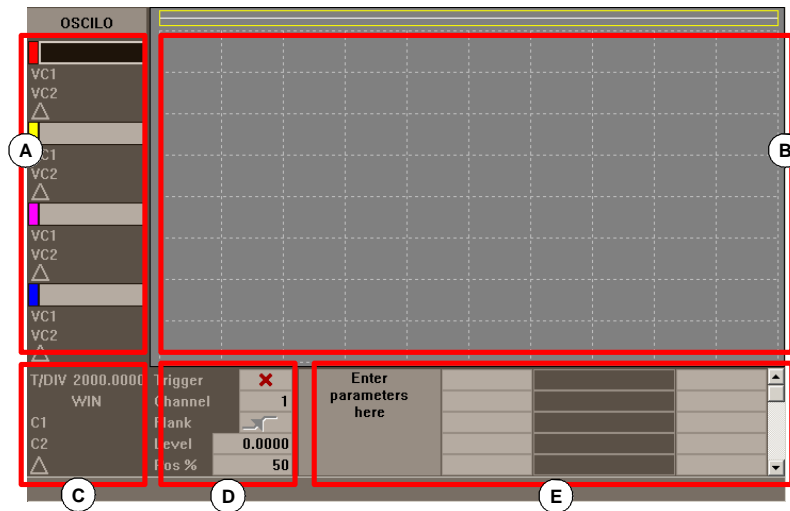 OSCILO
VC1
VC2
△
A
VC1
VC2
△
VC1
VC2
△
VC1
VC2
△
B
T/DIV 2000.0000
WIN
C1
C2
△
C
Trigger
Channel 1
Flank
Level 0.0000
Pos % 50
D
Enter
parameters
here
E